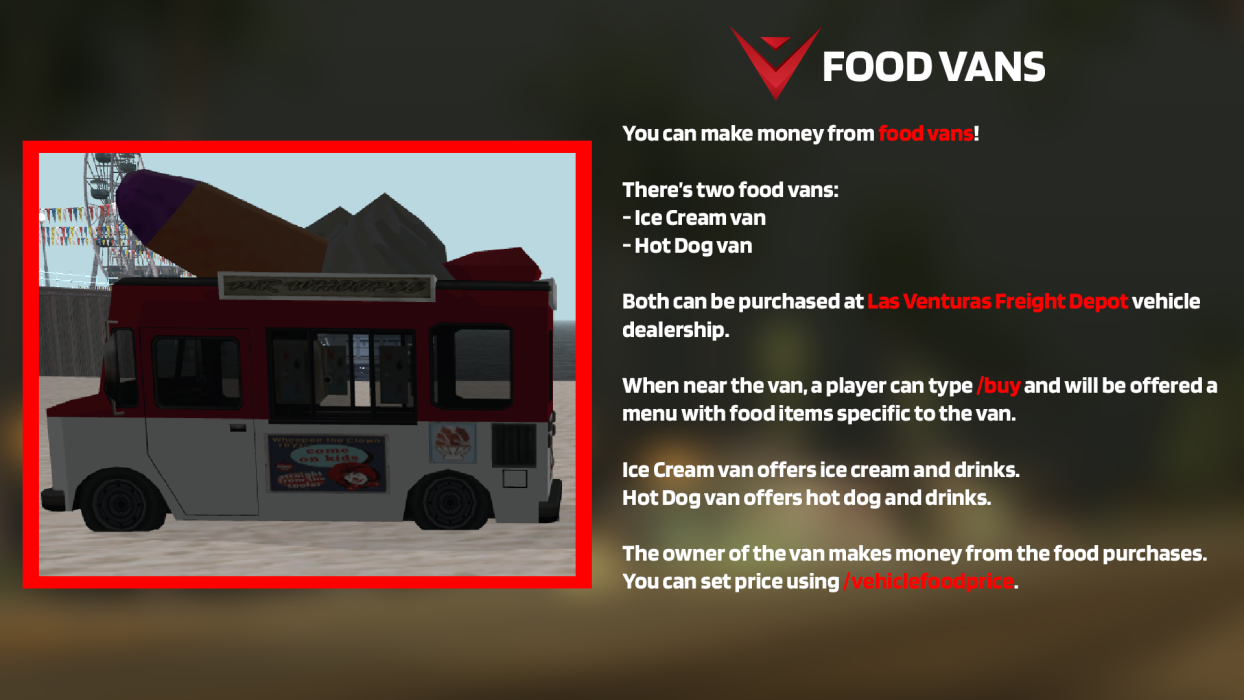 FOOD VANS
You can make money from food vans!
There's two food vans:
- Ice Cream van
- Hot Dog van
Both can be purchased at Las Venturas Freight Depot vehicle
dealership.
When near the van, a player can type /buy and will be offered a
menu with food items specific to the van.
Ice Cream van offers ice cream and drinks.
Hot Dog van offers hot dog and drinks.
The owner of the van makes money from the food purchases.
You can set price using /vehiclefoodprice.
Whoopee the Clown
come
on kids
straight
from the
cooler